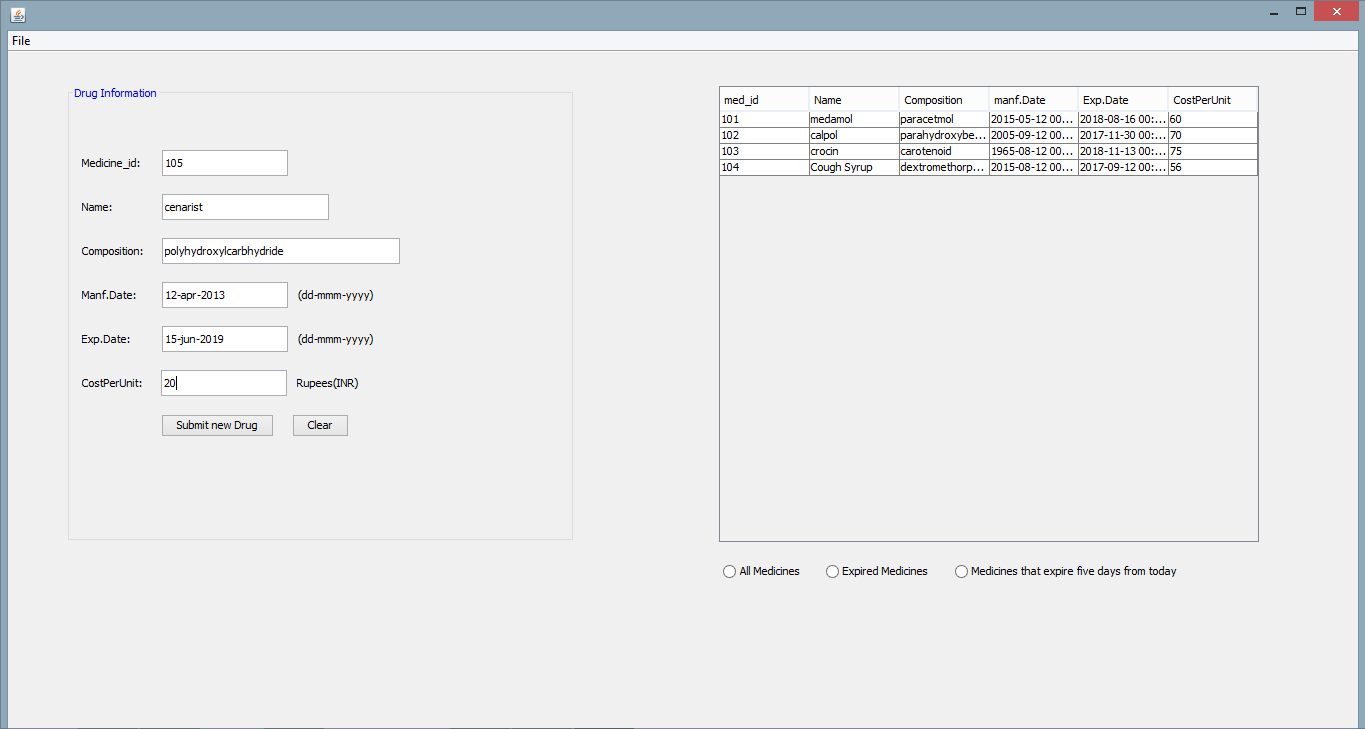 File
Drug Information
Medicine_id: 105
Name: cenarist
Composition: polyhydroxylcarbhydride
Manf.Date: 12-apr-2013 (dd-mmm-yyyy)
Exp.Date: 15-jun-2019 (dd-mmm-yyyy)
CostPerUnit: 20 Rupees(INR)
Submit new Drug Clear
med_id Name Composition manf.Date Exp.Date CostPerUnit
101 medamol paracetmol 2015-05-12 00... 2018-08-16 00:... 60
102 calpol parahydroxybe... 2005-09-12 00... 2017-11-30 00:... 70
103 crocin carotenoid 1965-08-12 00... 2018-11-13 00:... 75
104 Cough Syrup dextromethorp... 2015-08-12 00... 2017-09-12 00:... 56
All Medicines Expired Medicines Medicines that expire five days from today